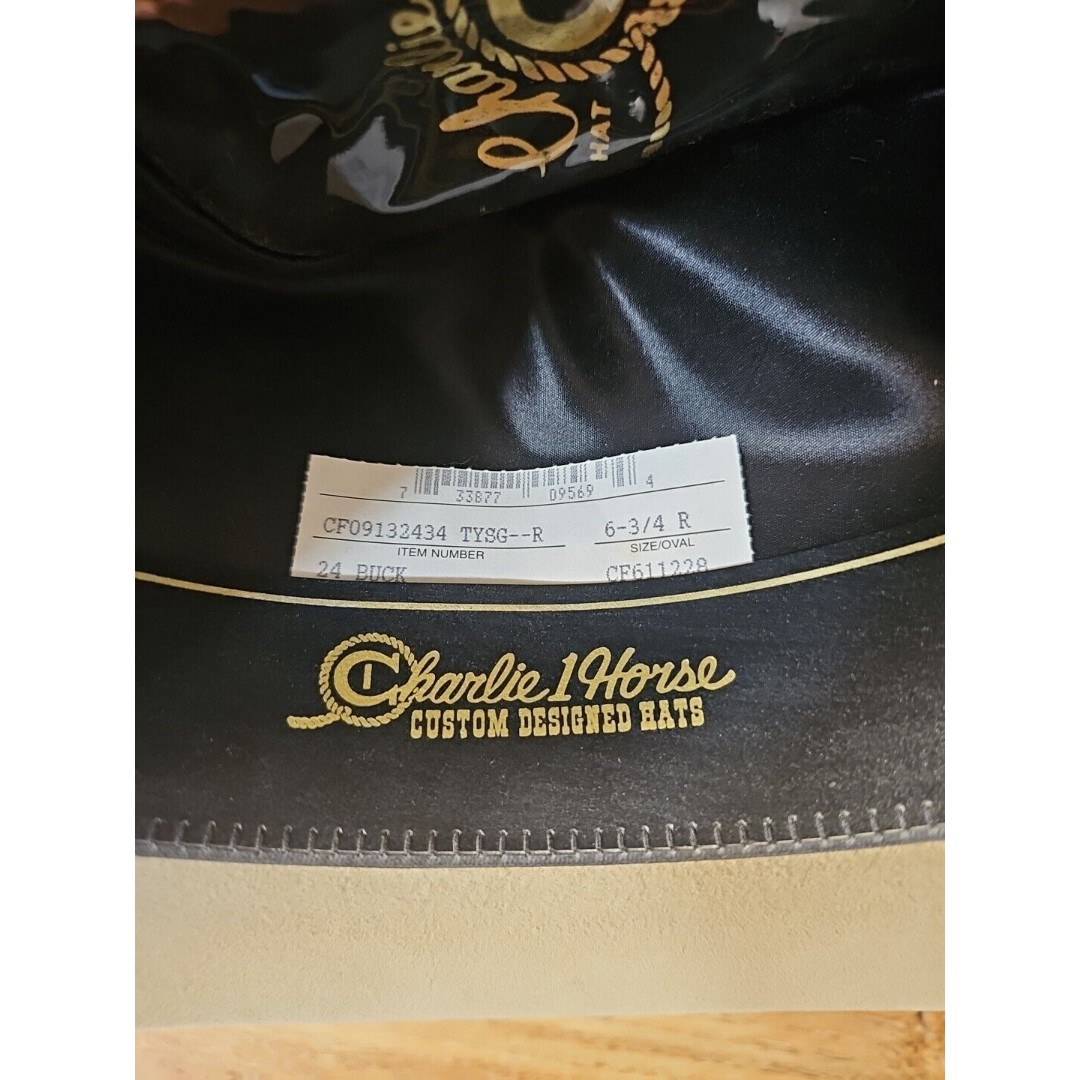 Charlie
HAT
7 33877 09569 4
CF09132434 TYSG--R 6-3/4 R
ITEM NUMBER SIZE/OVAL
24 BUCK CF611228
Charlie 1 Horse
CUSTOM DESIGNED HATS